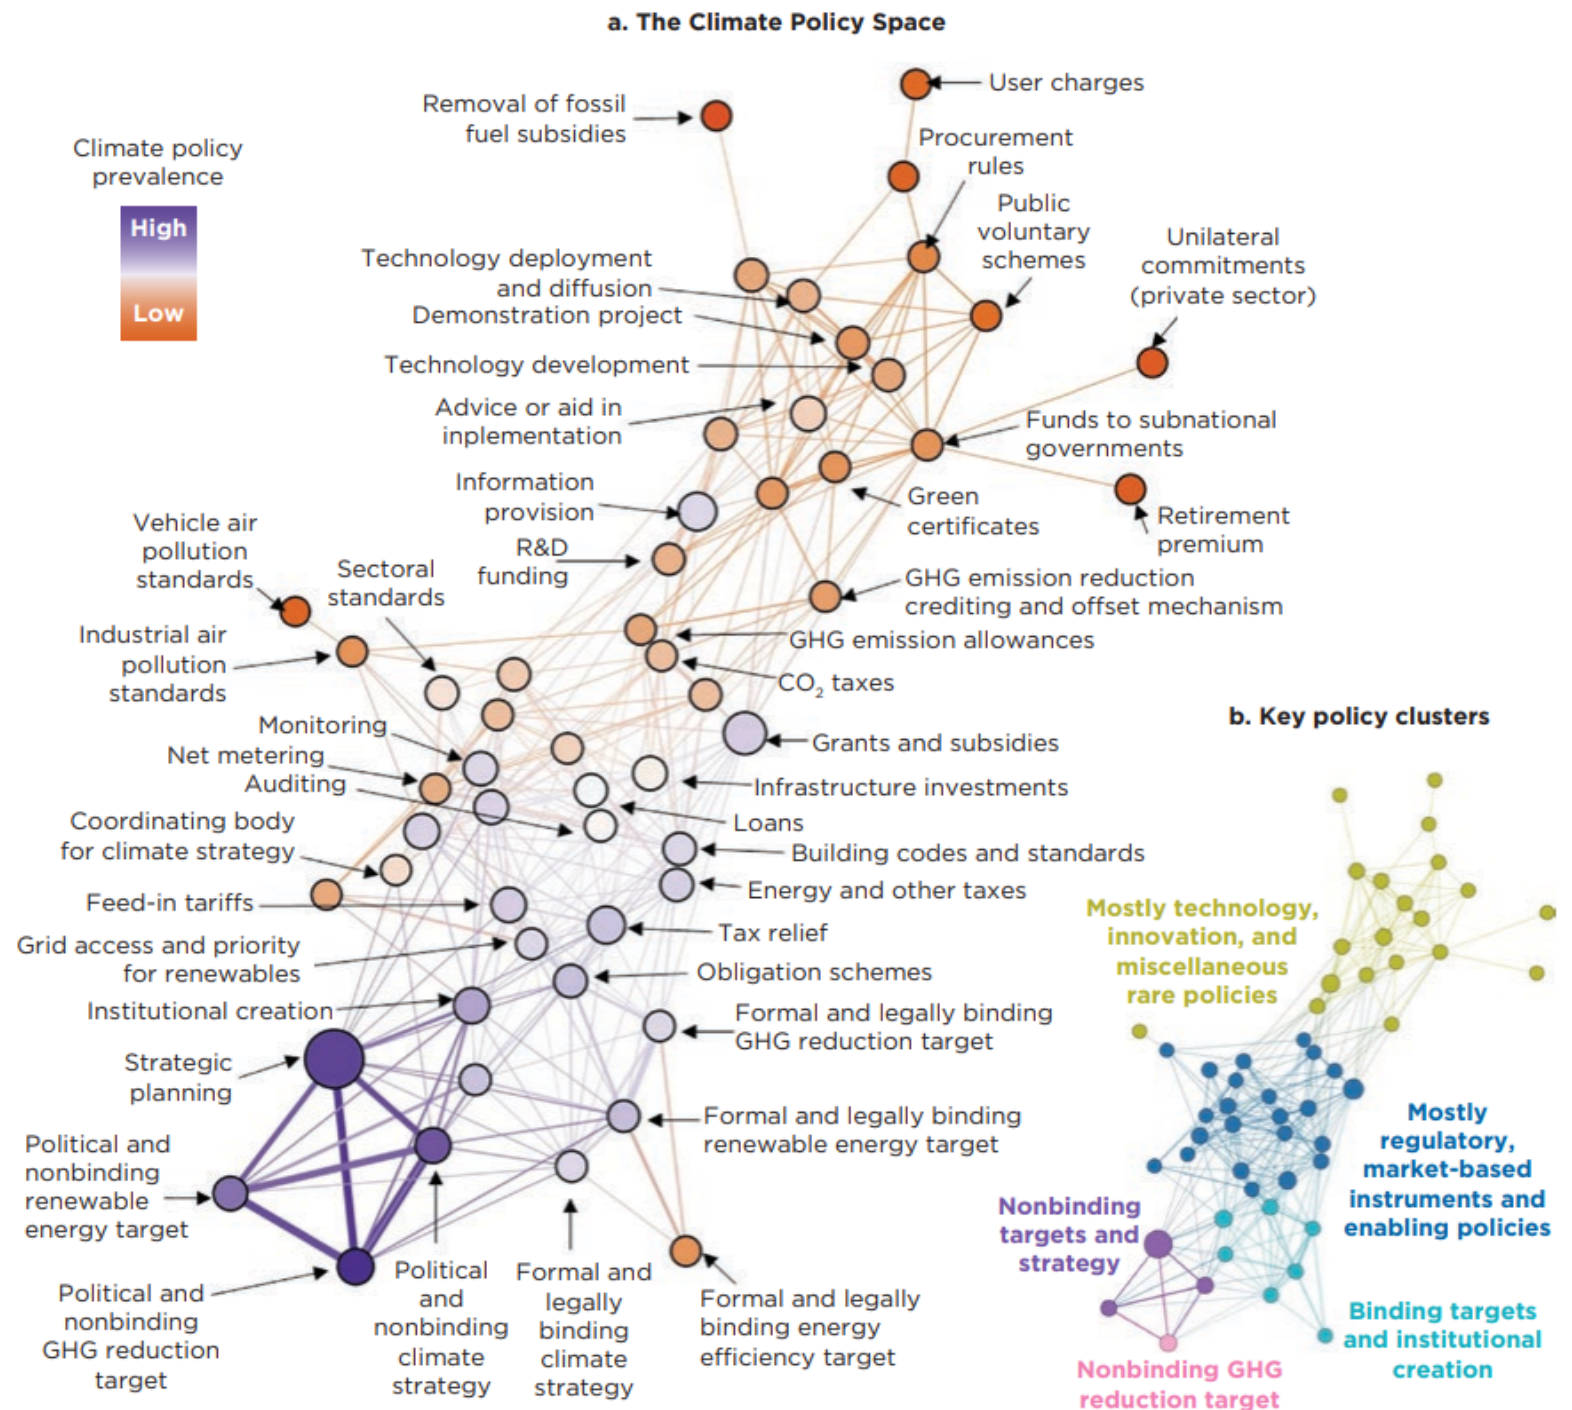 a. The Climate Policy Space
User charges
Removal of fossil
fuel subsidies
Procurement
rules
Climate policy
prevalence
High
Low
Public
voluntary
schemes
Unilateral
commitments
(private sector)
Technology deployment
and diffusion
Demonstration project
Technology development
Advice or aid in
inplementation
Funds to subnational
governments
Information
provision
Green
certificates
Retirement
premium
Vehicle air
pollution
standards
R&D
funding
Sectoral
standards
GHG emission reduction
crediting and offset mechanism
Industrial air
pollution
standards
GHG emission allowances
CO2 taxes
Monitoring
Net metering
Auditing
Grants and subsidies
Infrastructure investments
Loans
Coordinating body
for climate strategy
Building codes and standards
Feed-in tariffs
Energy and other taxes
Tax relief
Grid access and priority
for renewables
Obligation schemes
Institutional creation
Formal and legally binding
GHG reduction target
Strategic
planning
Formal and legally binding
renewable energy target
Political and
nonbinding
renewable
energy target
Political and
nonbinding
GHG reduction
target
Political
and
nonbinding
climate
strategy
Formal and
legally
binding
climate
strategy
Formal and legally
binding energy
efficiency target
b. Key policy clusters
Mostly technology,
innovation, and
miscellaneous
rare policies
Mostly
regulatory,
market-based
instruments and
enabling policies
Nonbinding
targets and
strategy
Binding targets
and institutional
creation
Nonbinding GHG
reduction target